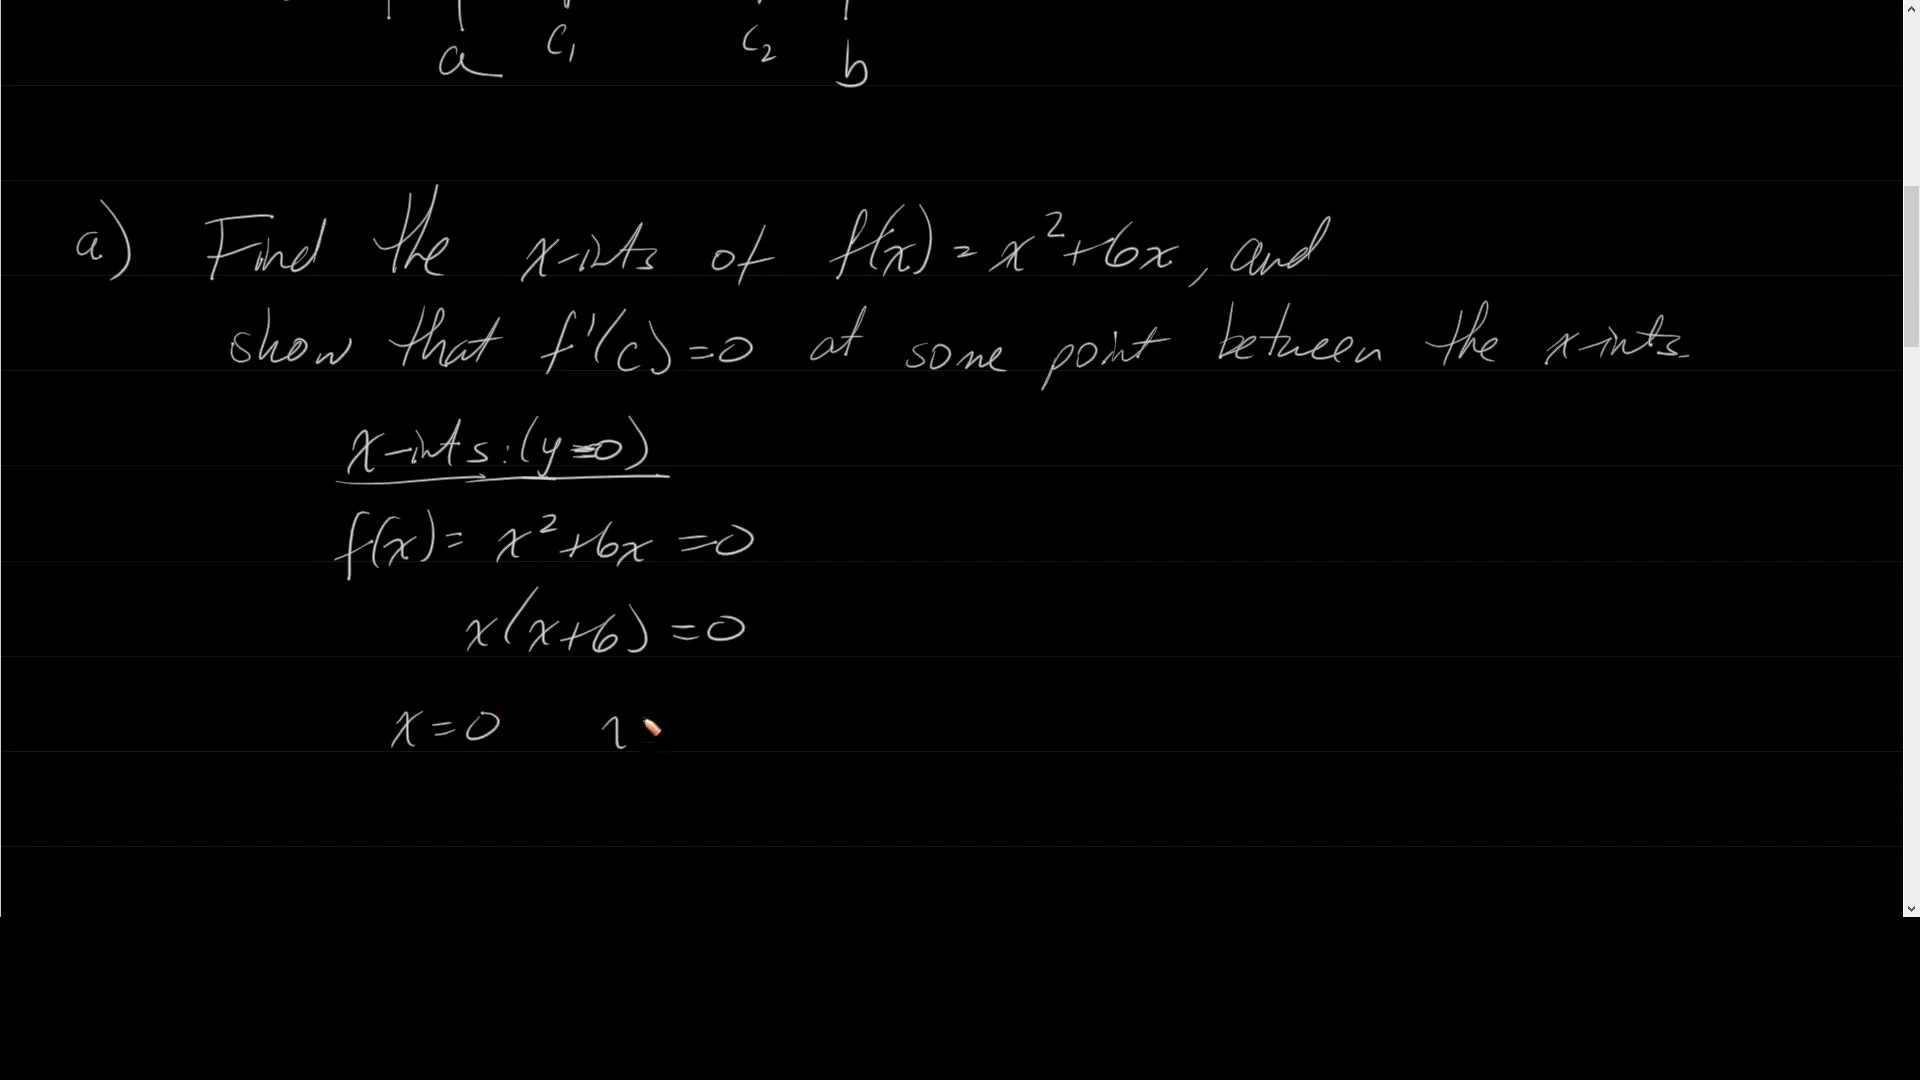 a c₁ c₂ b
a) Find the x-ints of f(x) = x² + 6x, and
show that f'(c) = 0 at some point between the x-ints.
x-ints: (y=0)
f(x) = x² + 6x = 0
x(x+6) = 0
x = 0